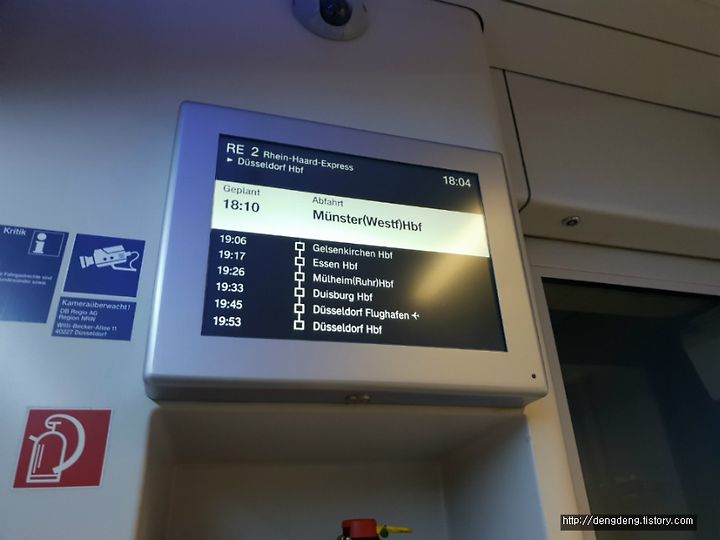 RE 2 Rhein-Haard-Express
▸ Düsseldorf Hbf
18:04
Geplant Abfahrt
18:10 Münster(Westf)Hbf
19:06 Gelsenkirchen Hbf
19:17 Essen Hbf
19:26 Mülheim(Ruhr)Hbf
19:33 Duisburg Hbf
19:45 Düsseldorf Flughafen
19:53 Düsseldorf Hbf
Kritik
Kameraüberwacht!
DB Regio AG
Region NRW
Willi-Becker-Allee 11
40227 Düsseldorf
http://dengdeng.tistory.com